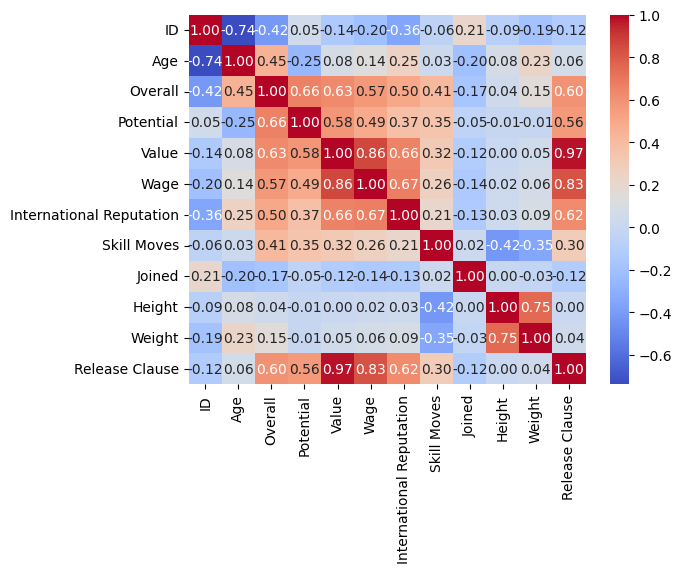 ID 1.00 -0.74 -0.42 0.05 -0.14 -0.20 -0.36 -0.06 0.21 -0.09 -0.19 -0.12
Age -0.74 1.00 0.45 -0.25 0.08 0.14 0.25 0.03 -0.20 0.08 0.23 0.06
Overall -0.42 0.45 1.00 0.66 0.63 0.57 0.50 0.41 -0.17 0.04 0.15 0.60
Potential 0.05 -0.25 0.66 1.00 0.58 0.49 0.37 0.35 -0.05 -0.01 -0.01 0.56
Value -0.14 0.08 0.63 0.58 1.00 0.86 0.66 0.32 -0.12 0.00 0.05 0.97
Wage -0.20 0.14 0.57 0.49 0.86 1.00 0.67 0.26 -0.14 0.02 0.06 0.83
International Reputation -0.36 0.25 0.50 0.37 0.66 0.67 1.00 0.21 -0.13 0.03 0.09 0.62
Skill Moves -0.06 0.03 0.41 0.35 0.32 0.26 0.21 1.00 0.02 -0.42 -0.35 0.30
Joined 0.21 -0.20 -0.17 -0.05 -0.12 -0.14 -0.13 0.02 1.00 0.00 -0.03 -0.12
Height -0.09 0.08 0.04 -0.01 0.00 0.02 0.03 -0.42 0.00 1.00 0.75 0.00
Weight -0.19 0.23 0.15 -0.01 0.05 0.06 0.09 -0.35 -0.03 0.75 1.00 0.04
Release Clause -0.12 0.06 0.60 0.56 0.97 0.83 0.62 0.30 -0.12 0.00 0.04 1.00
ID
Age
Overall
Potential
Value
Wage
International Reputation
Skill Moves
Joined
Height
Weight
Release Clause
1.0
0.8
0.6
0.4
0.2
0.0
−0.2
−0.4
−0.6